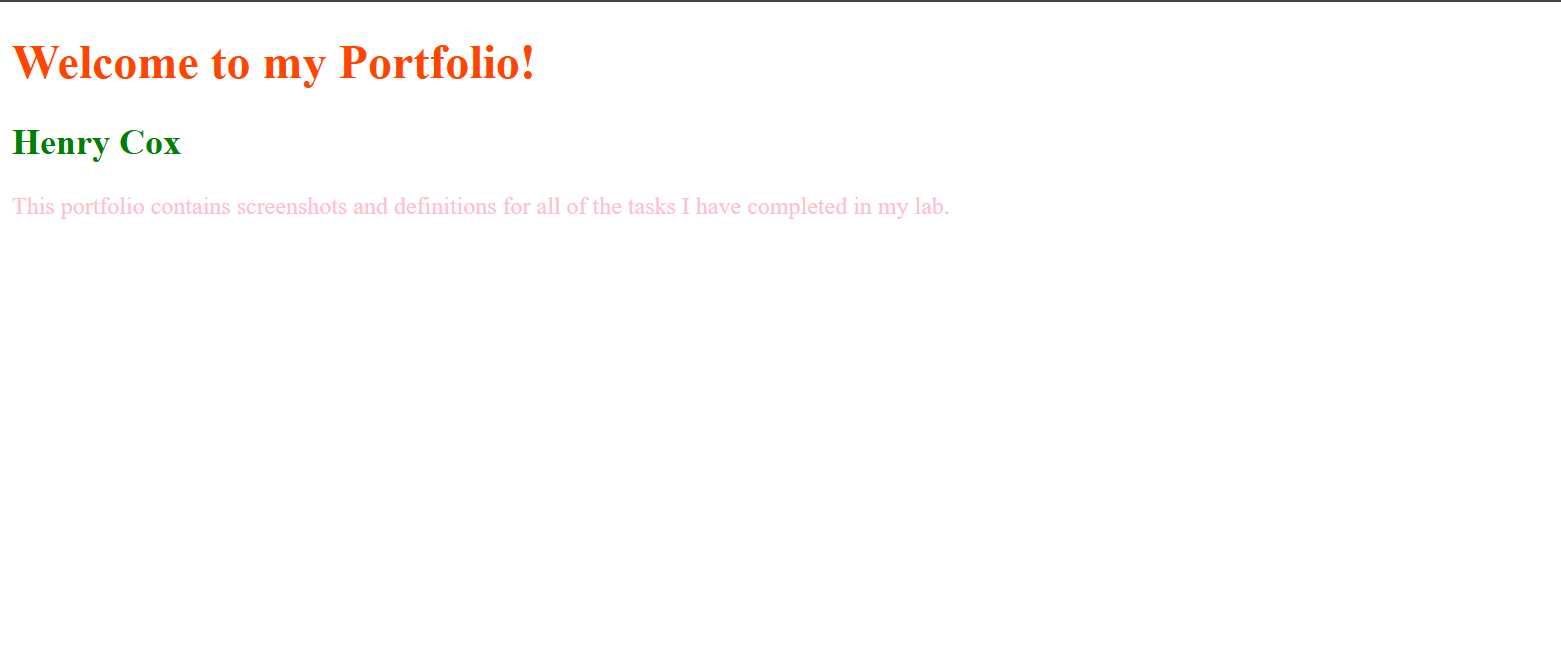 Welcome to my Portfolio!
Henry Cox
This portfolio contains screenshots and definitions for all of the tasks I have completed in my lab.